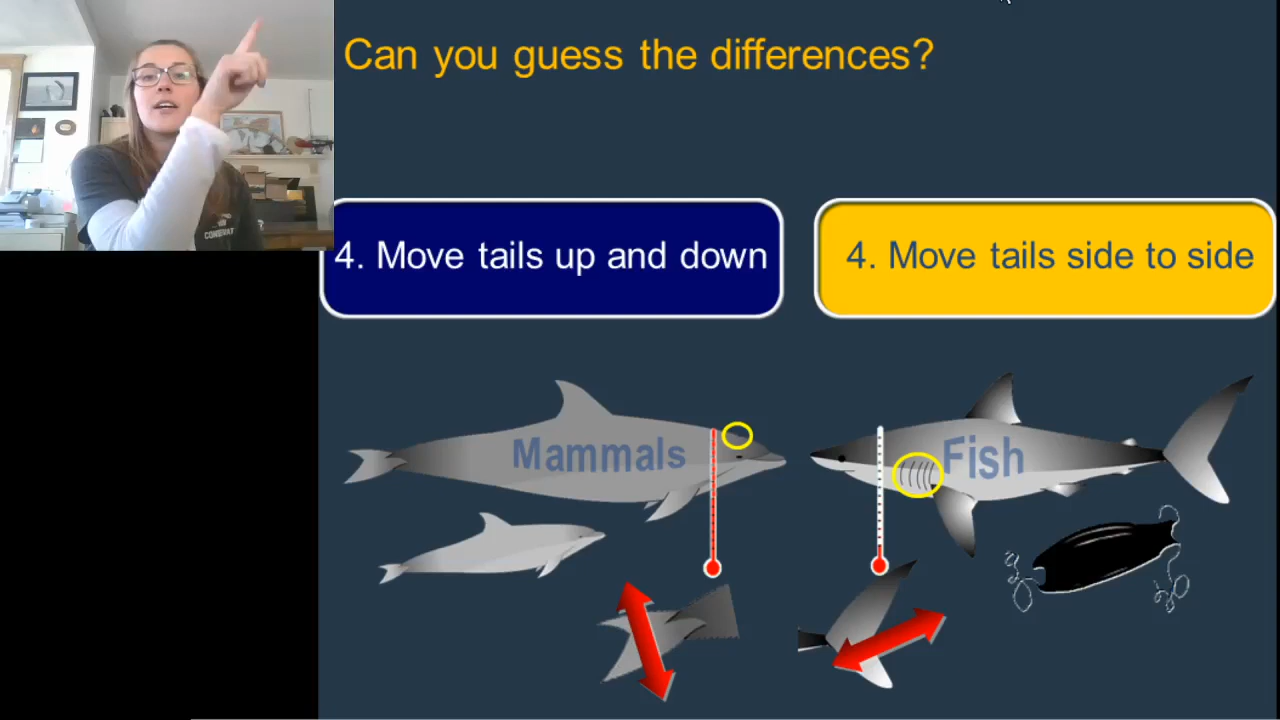 Can you guess the differences?
4. Move tails up and down
4. Move tails side to side
Mammals
Fish